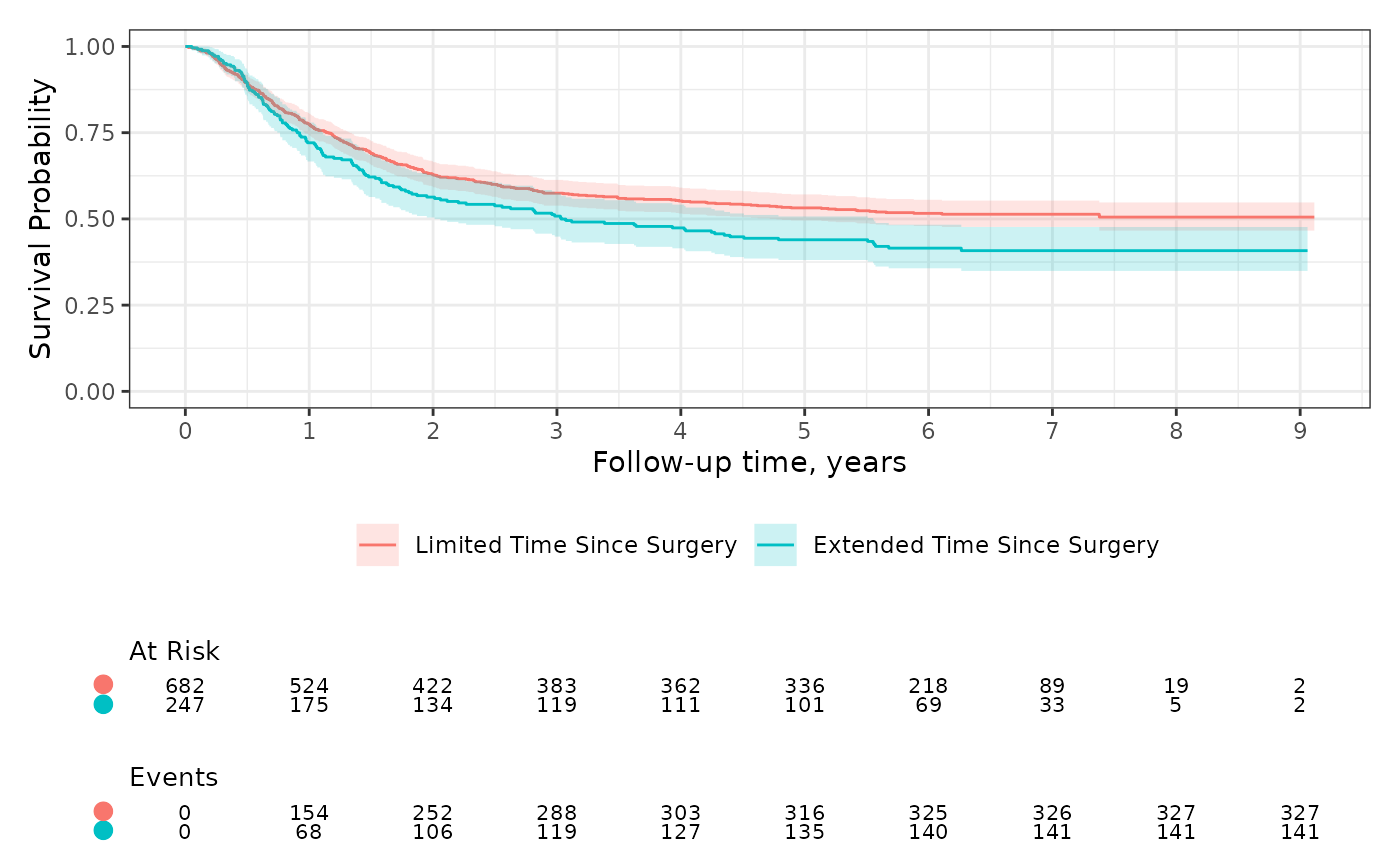 Survival Probability
1.00
0.75
0.50
0.25
0.00
0 1 2 3 4 5 6 7 8 9
Follow-up time, years
Limited Time Since Surgery Extended Time Since Surgery
At Risk
682 524 422 383 362 336 218 89 19 2
247 175 134 119 111 101 69 33 5 2
Events
0 154 252 288 303 316 325 326 327 327
0 68 106 119 127 135 140 141 141 141